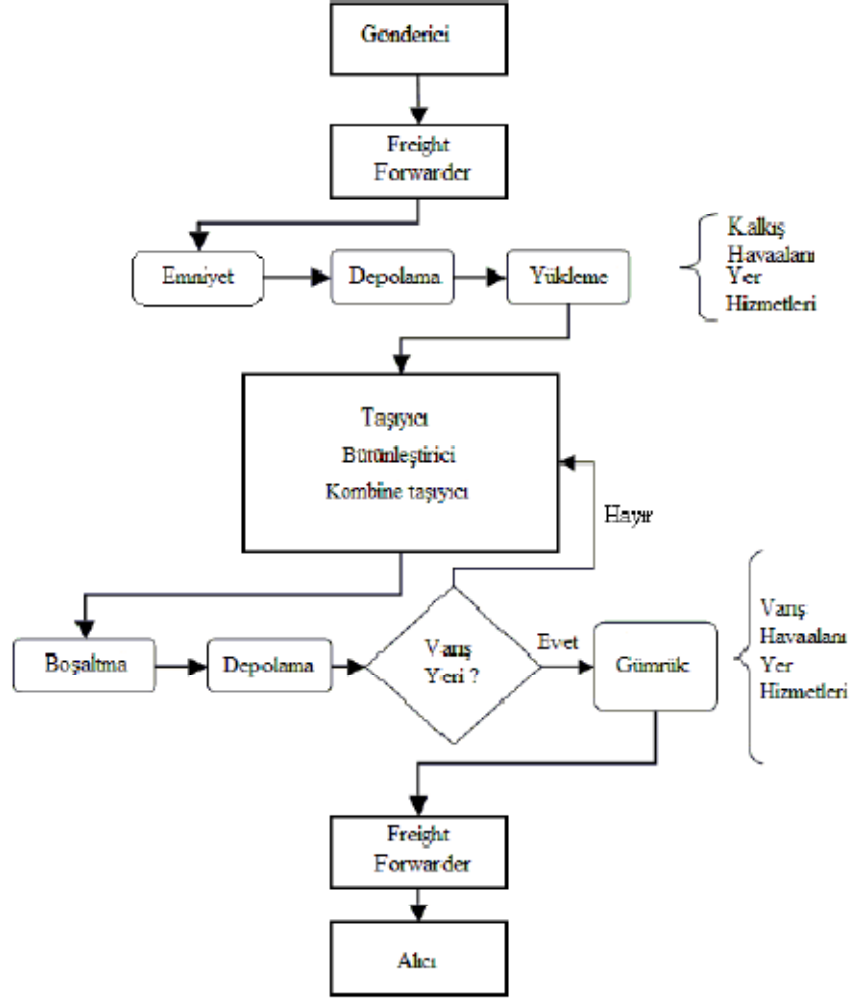 Gönderici
Freight
Forwarder
Emniyet
Depolama
Yükleme
Kalkış
Havaalanı
Yer
Hizmetleri
Taşıyıcı
Bütünleştirici
Kombine taşıyıcı
Hayır
Boşaltma
Depolama
Varış
Yeri ?
Evet
Gümrük
Varış
Havaalanı
Yer
Hizmetleri
Freight
Forwarder
Alıcı